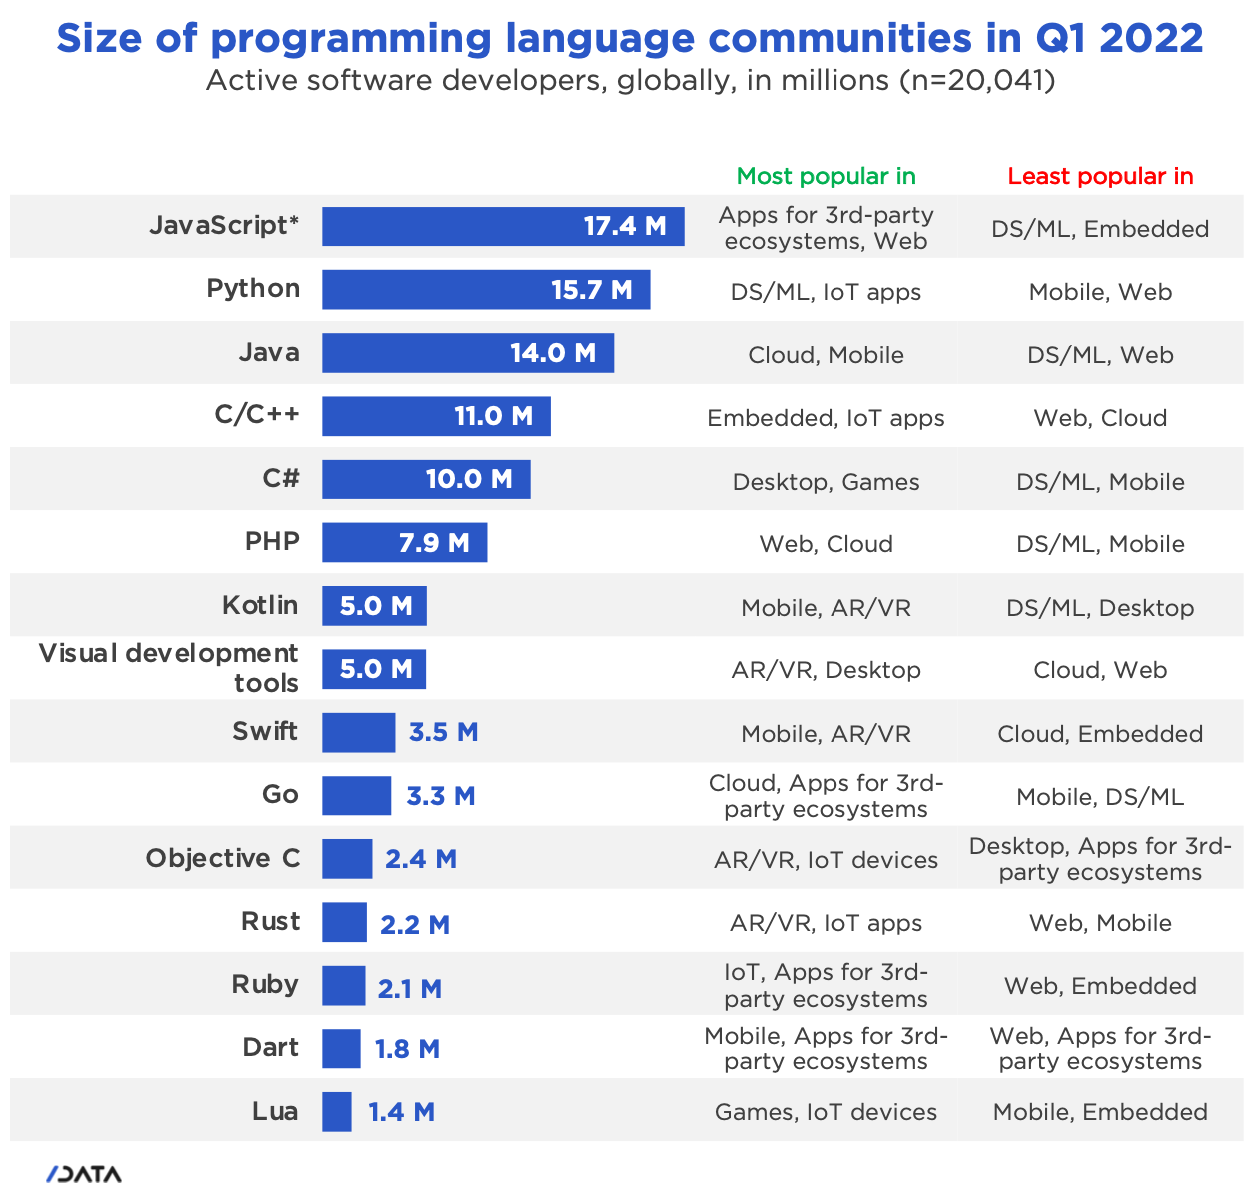 Size of programming language communities in Q1 2022
Active software developers, globally, in millions (n=20,041)
Most popular in Least popular in
JavaScript* 17.4 M Apps for 3rd-party
ecosystems, Web DS/ML, Embedded
Python 15.7 M DS/ML, IoT apps Mobile, Web
Java 14.0 M Cloud, Mobile DS/ML, Web
C/C++ 11.0 M Embedded, IoT apps Web, Cloud
C# 10.0 M Desktop, Games DS/ML, Mobile
PHP 7.9 M Web, Cloud DS/ML, Mobile
Kotlin 5.0 M Mobile, AR/VR DS/ML, Desktop
Visual development
tools 5.0 M AR/VR, Desktop Cloud, Web
Swift 3.5 M Mobile, AR/VR Cloud, Embedded
Go 3.3 M Cloud, Apps for 3rd-
party ecosystems Mobile, DS/ML
Objective C 2.4 M AR/VR, IoT devices Desktop, Apps for 3rd-
party ecosystems
Rust 2.2 M AR/VR, IoT apps Web, Mobile
Ruby 2.1 M IoT, Apps for 3rd-
party ecosystems Web, Embedded
Dart 1.8 M Mobile, Apps for 3rd-
party ecosystems Web, Apps for 3rd-
party ecosystems
Lua 1.4 M Games, IoT devices Mobile, Embedded
/DATA